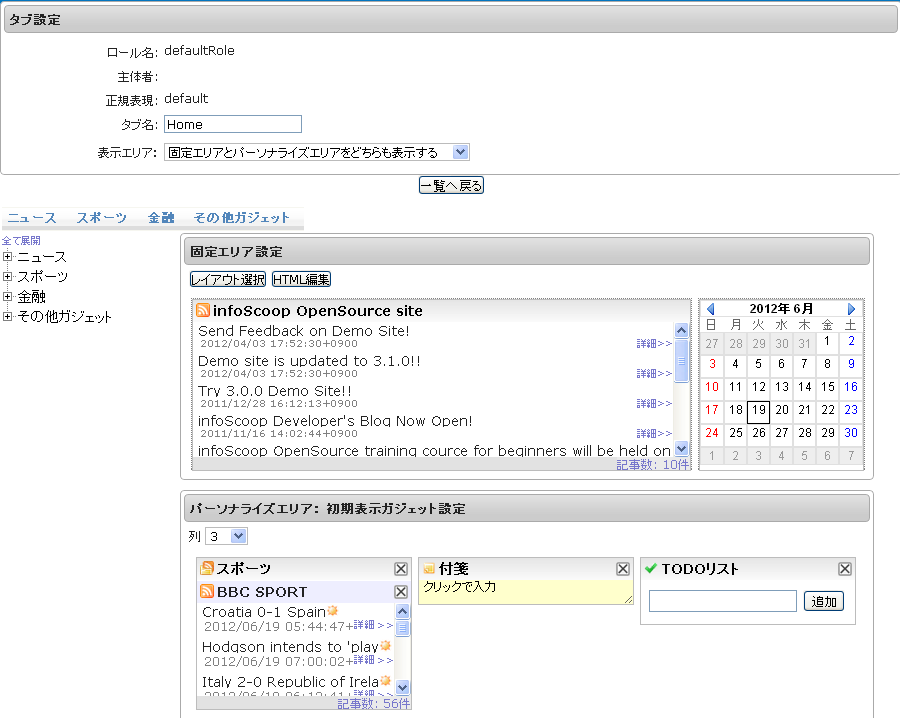 タブ設定
ロール名: defaultRole
主体者:
正規表現: default
タブ名: Home
表示エリア: 固定エリアとパーソナライズエリアをどちらも表示する
一覧へ戻る
ニュース スポーツ 金融 その他ガジェット
全て展開
ニュース
スポーツ
金融
その他ガジェット
固定エリア設定
レイアウト選択 HTML編集
infoScoop OpenSource site
Send Feedback on Demo Site!
2012/04/03 17:52:30+0900 詳細>>
Demo site is updated to 3.1.0!!
2012/04/03 17:52:30+0900 詳細>>
Try 3.0.0 Demo Site!!
2011/12/28 16:12:13+0900 詳細>>
infoScoop Developer's Blog Now Open!
2011/11/16 14:02:44+0900 詳細>>
infoScoop OpenSource training cource for beginners will be held on
記事数: 10件
2012年 6月
日 月 火 水 木 金 土
27 28 29 30 31 1 2
3 4 5 6 7 8 9
10 11 12 13 14 15 16
17 18 19 20 21 22 23
24 25 26 27 28 29 30
1 2 3 4 5 6 7
パーソナライズエリア: 初期表示ガジェット設定
列 3
スポーツ
BBC SPORT
Croatia 0-1 Spain
2012/06/19 05:44:47+詳細>>
Hodgson intends to 'play
2012/06/19 07:00:02+詳細>>
Italy 2-0 Republic of Irela
2012/06/19 06:12:41+詳細>>
記事数: 56件
付箋
クリックで入力
TODOリスト
追加